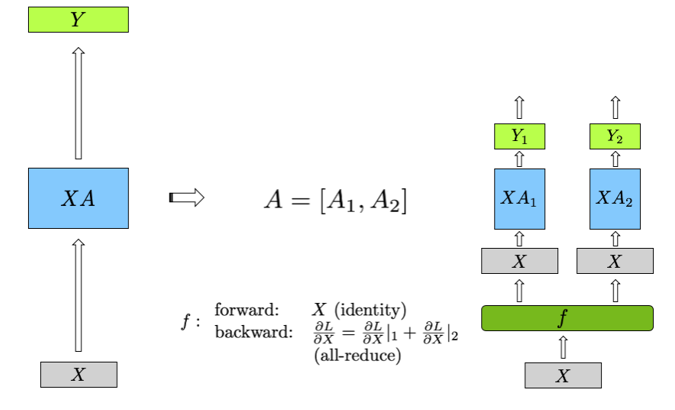 Y
XA
X
A = [A₁, A₂]
f :
forward: X (identity)
backward: ∂L/∂X = ∂L/∂X|₁ + ∂L/∂X|₂
(all-reduce)
Y₁ Y₂
XA₁ XA₂
X X
f
X